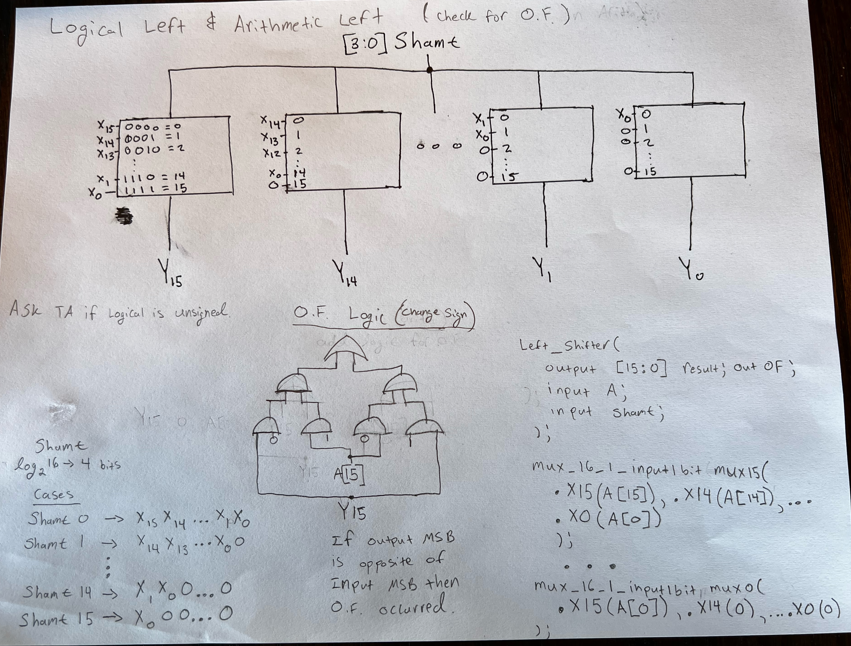 Logical Left & Arithmetic Left (check for O.F.)
[3:0] Shamt
X15 0000 = 0
X14 0001 = 1
X13 0010 = 2
⋮
X1 1110 = 14
X0 1111 = 15
Y15
X14 0
X13 1
X12 2
⋮
X0 14
0 15
Y14
. . .
X1 0
X0 1
0 2
⋮
0 15
Y1
X0 0
0 1
0 2
⋮
0 15
Y0
Ask TA if Logical is unsigned
O.F. Logic (change sign)
A[15]
Y15
If output MSB
is opposite of
Input MSB then
O.F. occurred.
Shamt
log2 16 → 4 bits
Cases
Shamt 0 → X15 X14 ... X1 X0
Shamt 1 → X14 X13 ... X0 0
⋮
Shamt 14 → X1 X0 0 ... 0
Shamt 15 → X0 0 0 ... 0
Left_Shifter(
output [15:0] result; out OF;
input A;
input Shamt;
);
mux_16_1_input1bit mux15(
.X15(A[15]), .X14(A[14]), ...
.X0(A[0])
);
. . .
mux_16_1_input1bit mux0(
.X15(A[0]), .X14(0), ....X0(0)
);